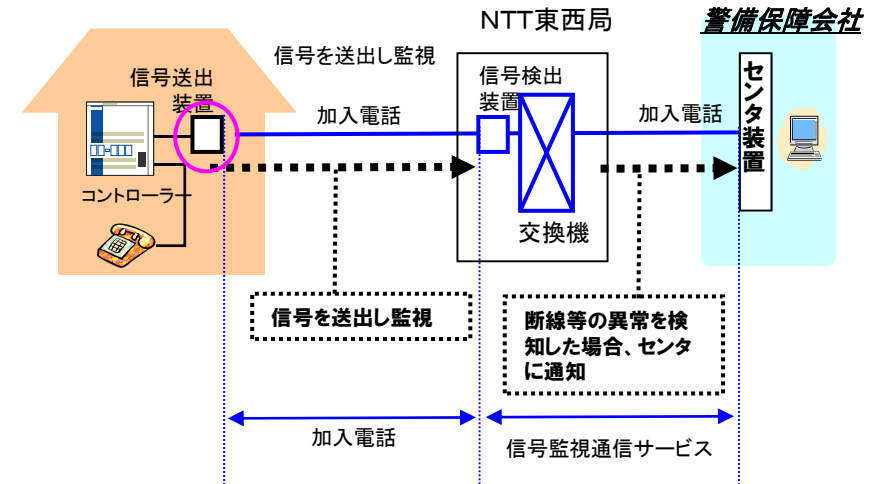 NTT東西局
警備保障会社
信号を送出し監視
信号送出
装置
信号検出
装置
加入電話
加入電話
センタ装置
コントローラー
交換機
信号を送出し監視
断線等の異常を検
知した場合、センタ
に通知
加入電話
信号監視通信サービス